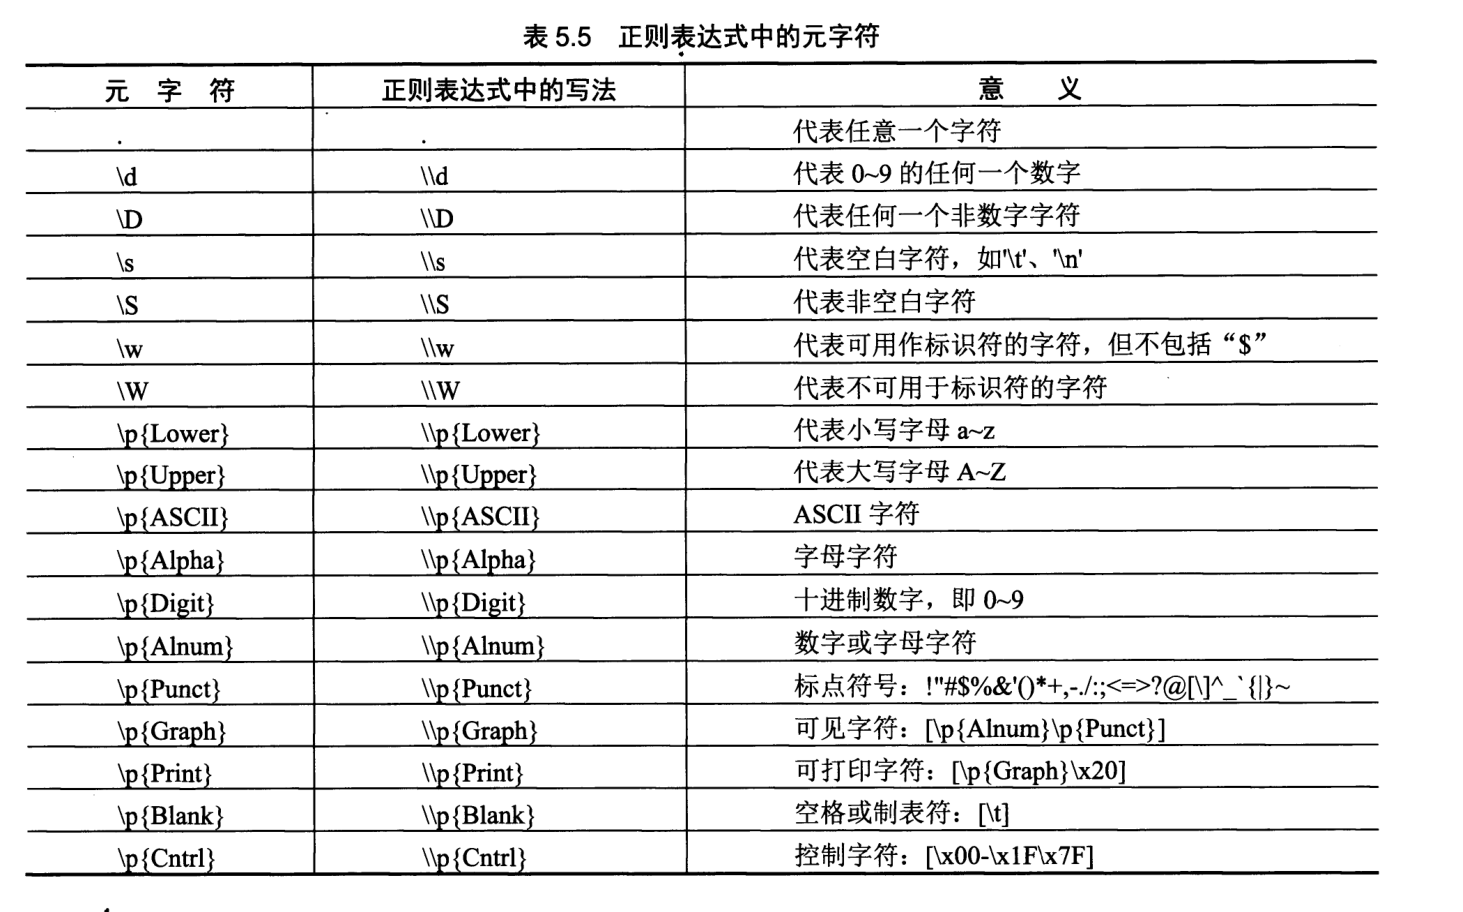 表 5.5 正则表达式中的元字符
元 字 符 正则表达式中的写法 意 义
. . 代表任意一个字符
\d \\d 代表 0~9 的任何一个数字
\D \\D 代表任何一个非数字字符
\s \\s 代表空白字符，如'\t'、'\n'
\S \\S 代表非空白字符
\w \\w 代表可用作标识符的字符，但不包括“$”
\W \\W 代表不可用于标识符的字符
\p{Lower} \\p{Lower} 代表小写字母 a~z
\p{Upper} \\p{Upper} 代表大写字母 A~Z
\p{ASCII} \\p{ASCII} ASCII 字符
\p{Alpha} \\p{Alpha} 字母字符
\p{Digit} \\p{Digit} 十进制数字，即 0~9
\p{Alnum} \\p{Alnum} 数字或字母字符
\p{Punct} \\p{Punct} 标点符号：!"#$%&'()*+,-./:;<=>?@[\]^_`{|}~
\p{Graph} \\p{Graph} 可见字符：[\p{Alnum}\p{Punct}]
\p{Print} \\p{Print} 可打印字符：[\p{Graph}\x20]
\p{Blank} \\p{Blank} 空格或制表符：[\t]
\p{Cntrl} \\p{Cntrl} 控制字符：[\x00-\x1F\x7F]